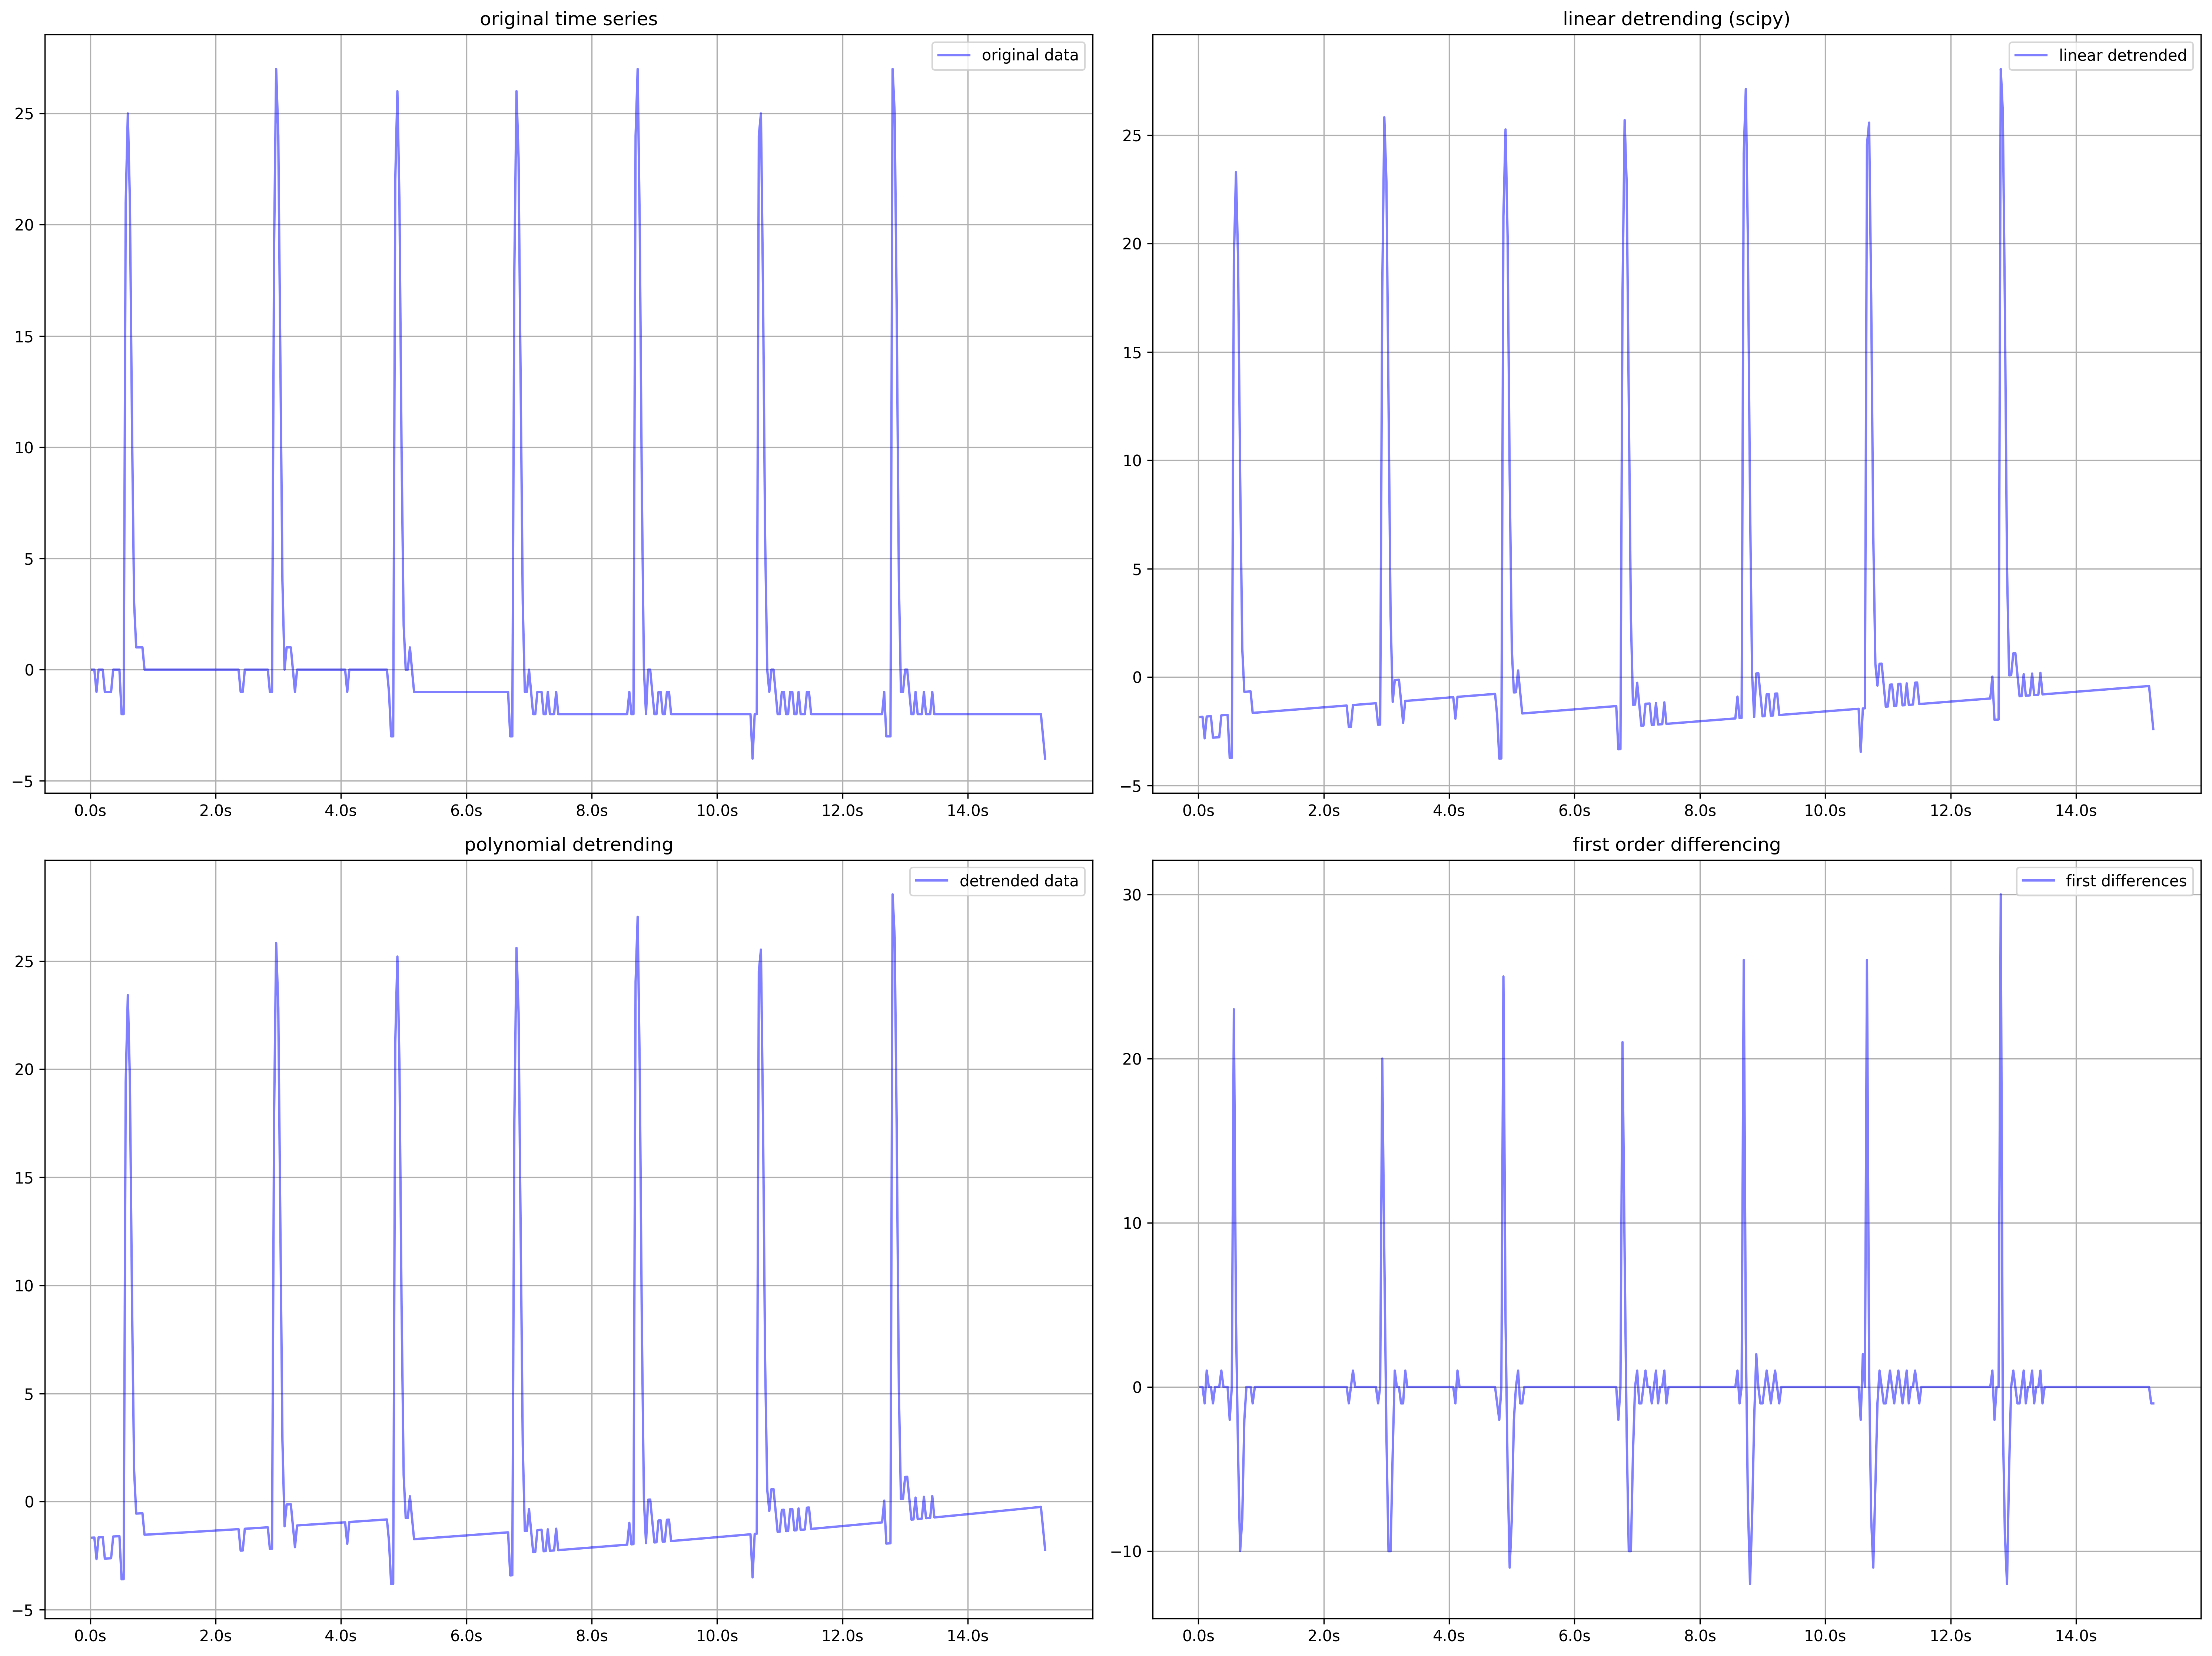 original time series
original data
25
20
15
10
5
0
−5
0.0s 2.0s 4.0s 6.0s 8.0s 10.0s 12.0s 14.0s
linear detrending (scipy)
linear detrended
25
20
15
10
5
0
−5
0.0s 2.0s 4.0s 6.0s 8.0s 10.0s 12.0s 14.0s
polynomial detrending
detrended data
25
20
15
10
5
0
−5
0.0s 2.0s 4.0s 6.0s 8.0s 10.0s 12.0s 14.0s
first order differencing
first differences
30
20
10
0
−10
0.0s 2.0s 4.0s 6.0s 8.0s 10.0s 12.0s 14.0s